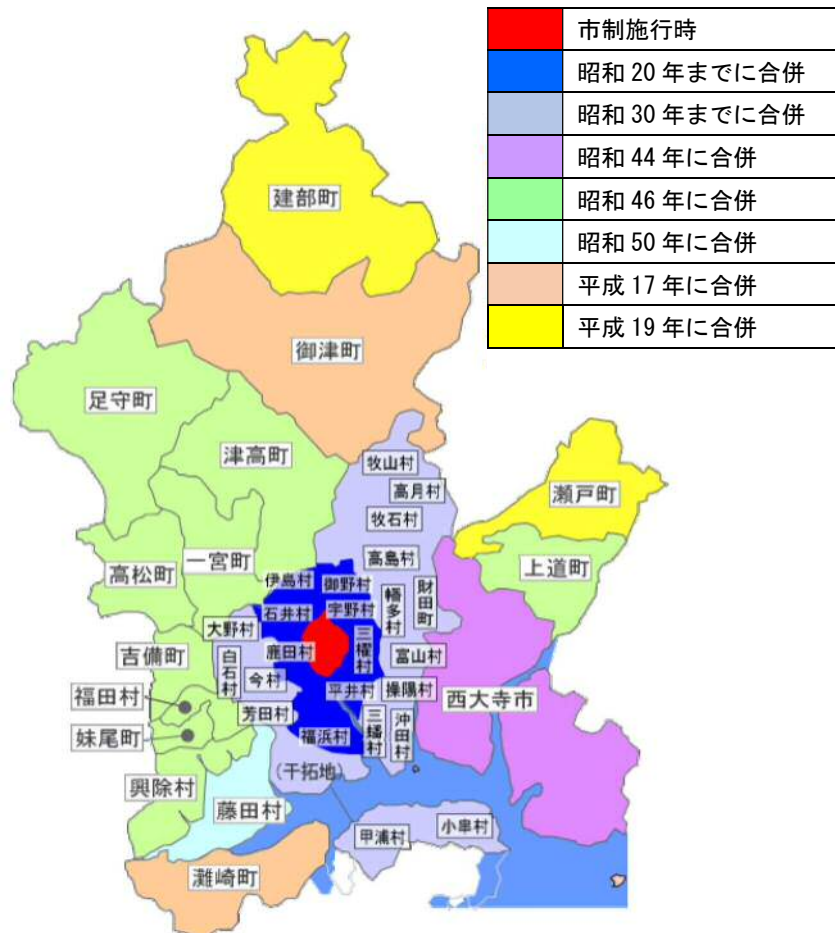 市制施行時
昭和 20 年までに合併
昭和 30 年までに合併
昭和 44 年に合併
昭和 46 年に合併
昭和 50 年に合併
平成 17 年に合併
平成 19 年に合併
建部町
御津町
足守町
津高町
牧山村
高月村
瀬戸町
牧石村
高島村
上道町
一宮町
高松町
伊島村
御野村
財田町
幡多村
石井村
宇野村
大野村
三櫂村
吉備町
鹿田村
富山村
白石村
今村
平井村
操陽村
福田村
西大寺市
芳田村
三蟠村
沖田村
妹尾町
福浜村
(干拓地)
興除村
藤田村
小串村
甲浦村
灘崎町